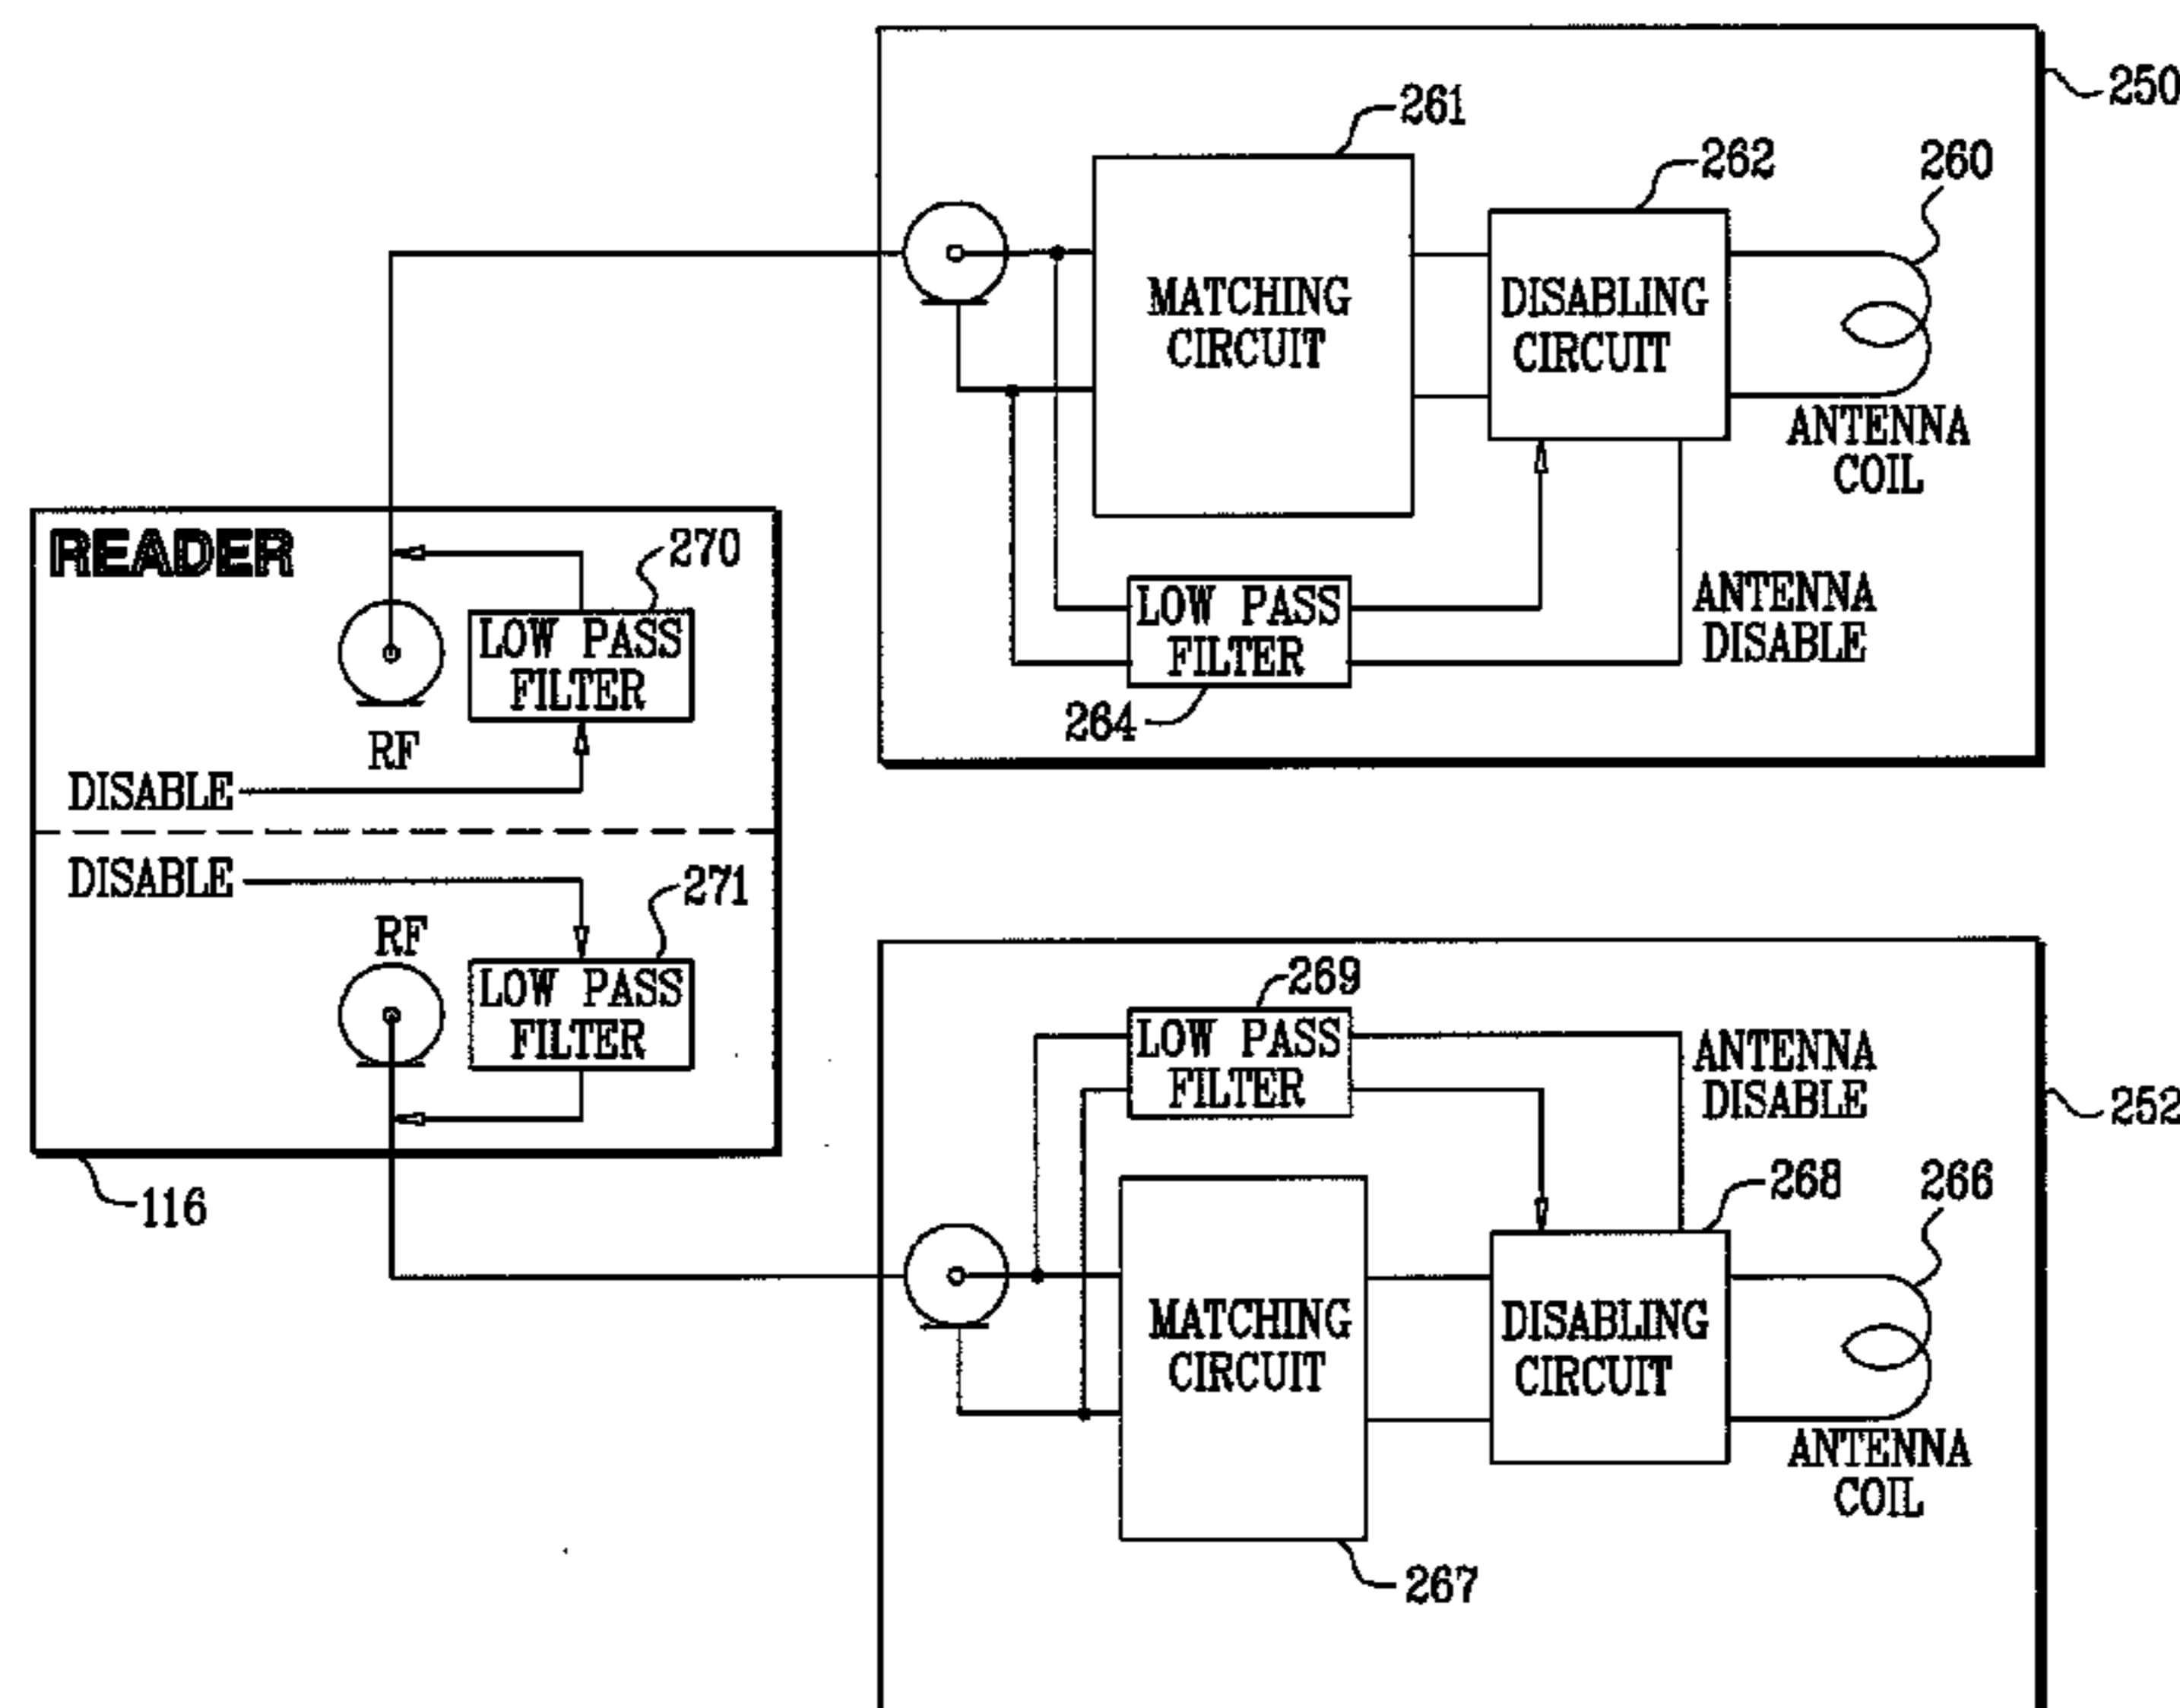 250
261
262
260
MATCHING
CIRCUIT
DISABLING
CIRCUIT
ANTENNA
COIL
LOW PASS
FILTER
264
ANTENNA
DISABLE
READER
270
LOW PASS
FILTER
RF
DISABLE
DISABLE
RF
271
LOW PASS
FILTER
116
269
LOW PASS
FILTER
ANTENNA
DISABLE
252
268
266
MATCHING
CIRCUIT
DISABLING
CIRCUIT
ANTENNA
COIL
267